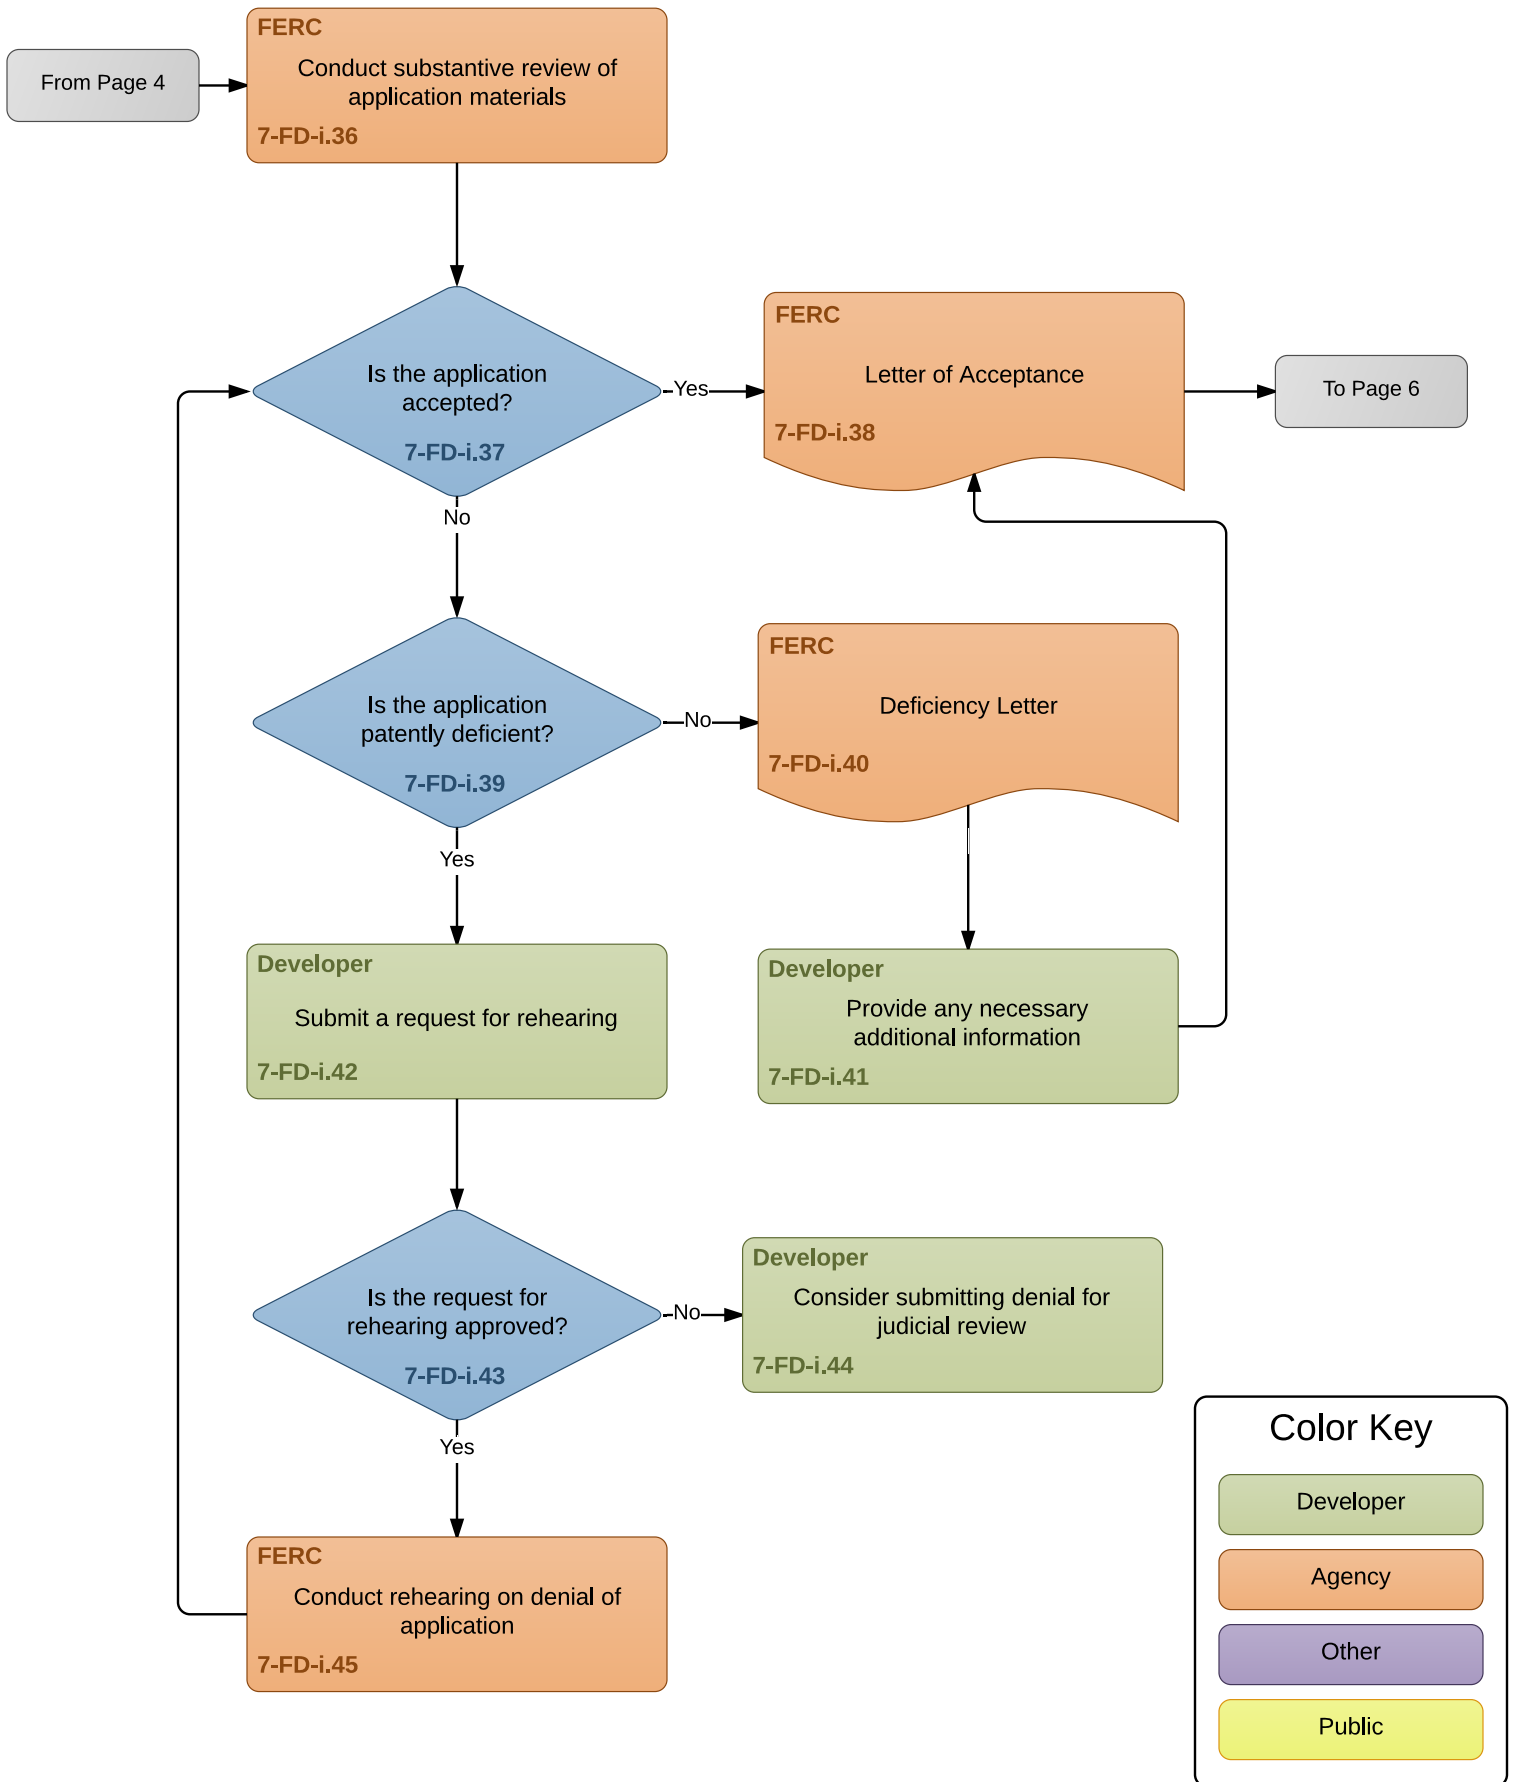 From Page 4
FERC
Conduct substantive review of
application materials
7-FD-i.36
Is the application
accepted?
7-FD-i.37
Yes
FERC
Letter of Acceptance
7-FD-i.38
To Page 6
No
Is the application
patently deficient?
7-FD-i.39
No
FERC
Deficiency Letter
7-FD-i.40
Yes
Developer
Submit a request for rehearing
7-FD-i.42
Developer
Provide any necessary
additional information
7-FD-i.41
Is the request for
rehearing approved?
7-FD-i.43
No
Developer
Consider submitting denial for
judicial review
7-FD-i.44
Yes
FERC
Conduct rehearing on denial of
application
7-FD-i.45
Color Key
Developer
Agency
Other
Public